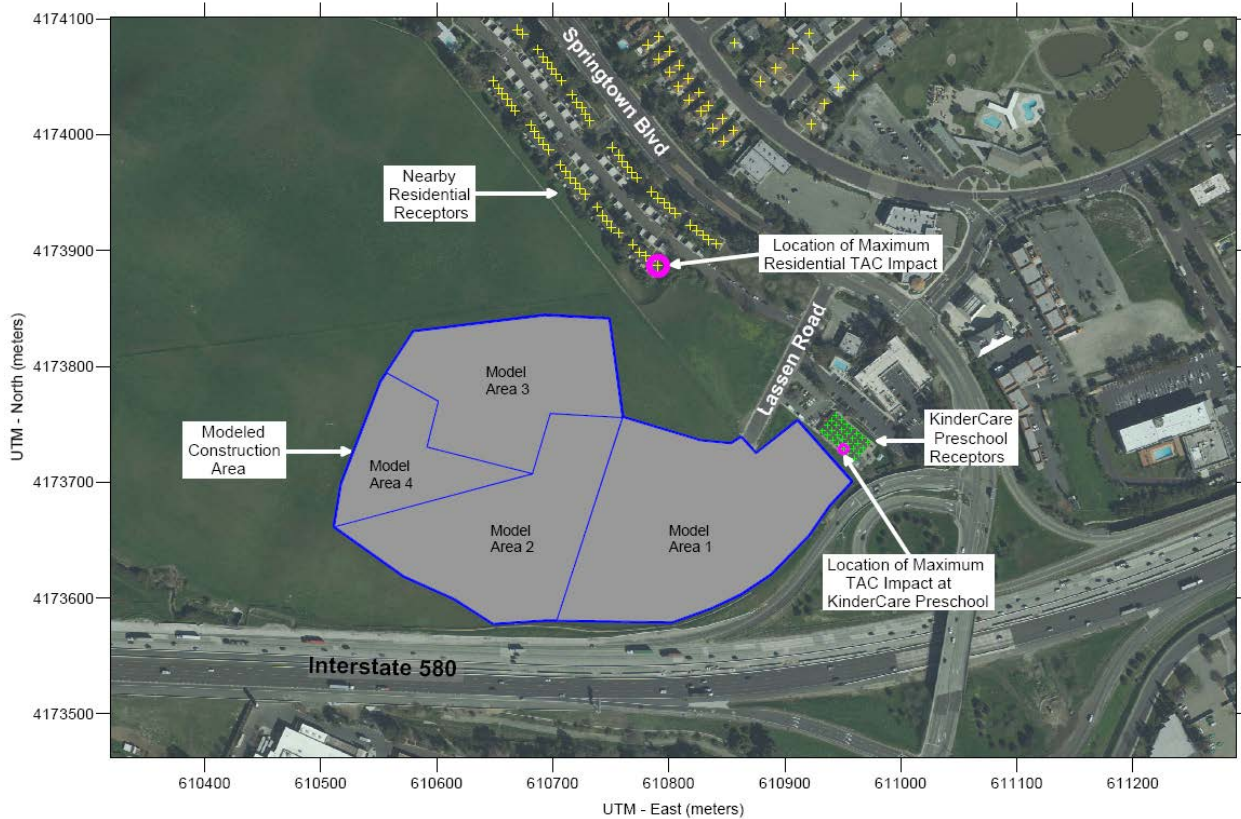 4174100
4174000
4173900
4173800
4173700
4173600
4173500
UTM - North (meters)
Springtown Blvd
Nearby
Residential
Receptors
Location of Maximum
Residential TAC Impact
Lassen Road
Model
Area 3
Modeled
Construction
Area
Model
Area 4
KinderCare
Preschool
Receptors
Model
Area 2
Model
Area 1
Location of Maximum
TAC Impact at
KinderCare Preschool
Interstate 580
610400
610500
610600
610700
610800
610900
611000
611100
611200
UTM - East (meters)